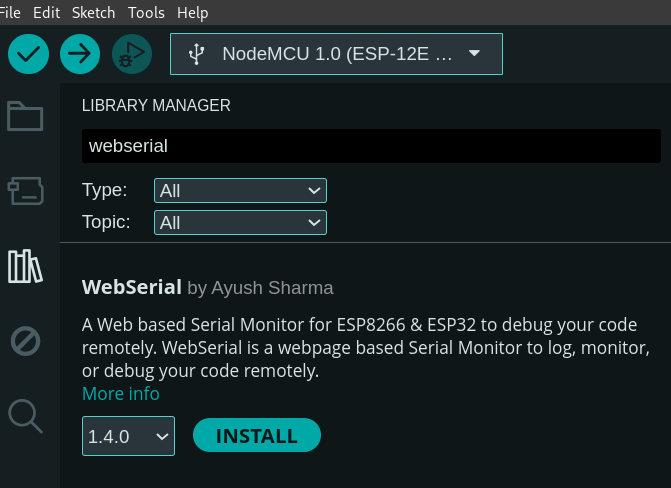 File Edit Sketch Tools Help
NodeMCU 1.0 (ESP-12E ...
LIBRARY MANAGER
webserial
Type: All
Topic: All
WebSerial by Ayush Sharma
A Web based Serial Monitor for ESP8266 & ESP32 to debug your code
remotely. WebSerial is a webpage based Serial Monitor to log, monitor,
or debug your code remotely.
More info
1.4.0 INSTALL